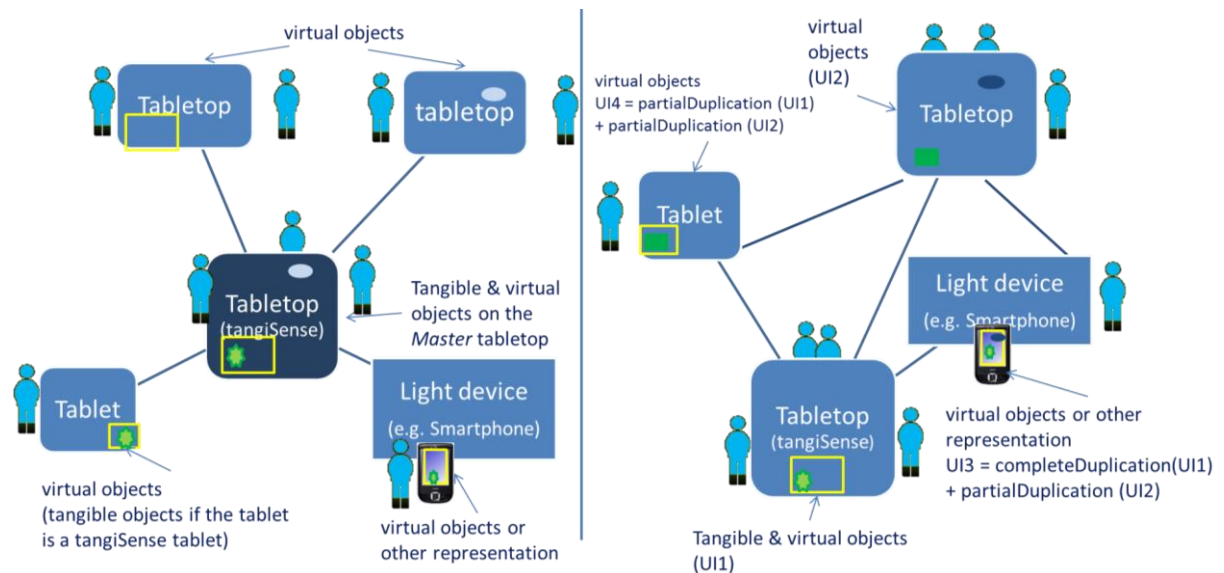 virtual objects
Tabletop
tabletop
Tabletop
(tangiSense)
Tangible & virtual
objects on the
Master tabletop
Tablet
Light device
(e.g. Smartphone)
virtual objects
(tangible objects if the tablet
is a tangiSense tablet)
virtual objects or
other representation
virtual
objects
(UI2)
virtual objects
UI4 = partialDuplication (UI1)
+ partialDuplication (UI2)
Tabletop
Tablet
Light device
(e.g. Smartphone)
Tabletop
(tangiSense)
virtual objects or other
representation
UI3 = completeDuplication(UI1)
+ partialDuplication (UI2)
Tangible & virtual objects
(UI1)